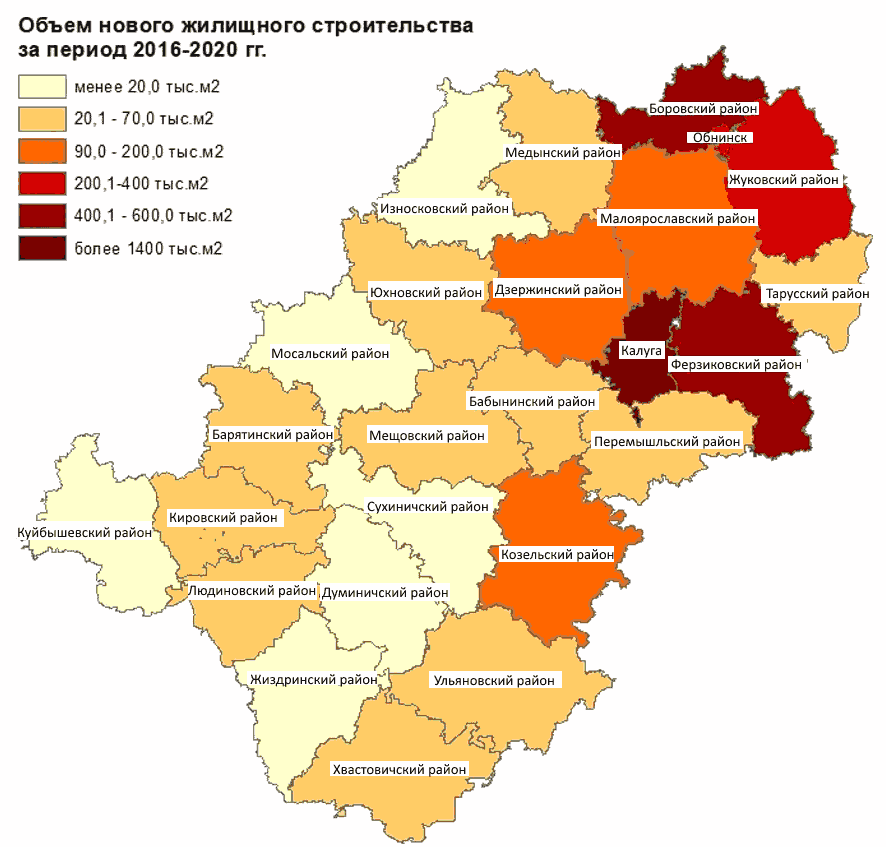 Объем нового жилищного строительства
за период 2016-2020 гг.
менее 20,0 тыс.м2
20,1 - 70,0 тыс.м2
90,0 - 200,0 тыс.м2
200,1-400 тыс.м2
400,1 - 600,0 тыс.м2
более 1400 тыс.м2
Боровский район
Обнинск
Медынский район
Жуковский район
Износковский район
Малоярославский район
Юхновский район
Дзержинский район
Тарусский район
Мосальский район
Калуга
Ферзиковский район
Бабынинский район
Барятинский район
Мещовский район
Перемышльский район
Сухиничский район
Кировский район
Куйбышевский район
Козельский район
Людиновский район
Думиничский район
Жиздринский район
Ульяновский район
Хвастовичский район